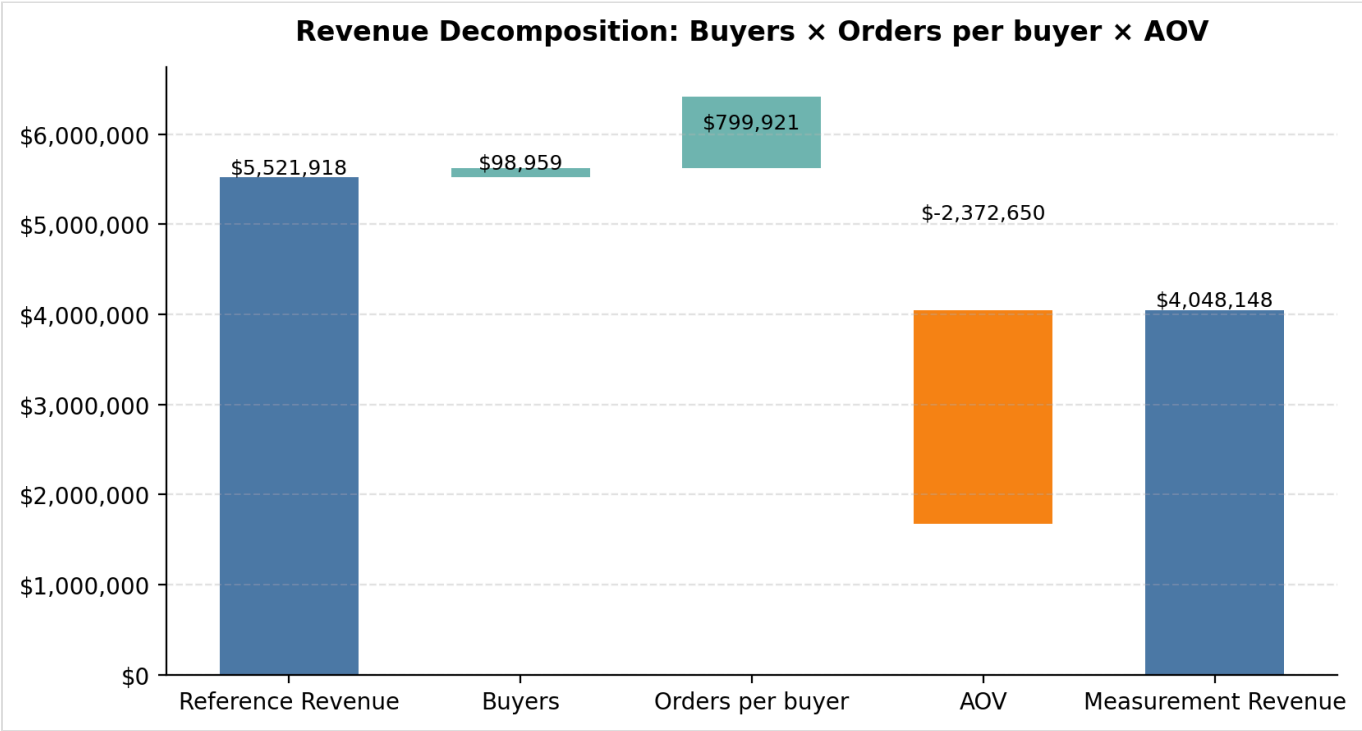 Revenue Decomposition: Buyers × Orders per buyer × AOV
$6,000,000
$5,000,000
$4,000,000
$3,000,000
$2,000,000
$1,000,000
$0
$5,521,918
$98,959
$799,921
$-2,372,650
$4,048,148
Reference Revenue
Buyers
Orders per buyer
AOV
Measurement Revenue